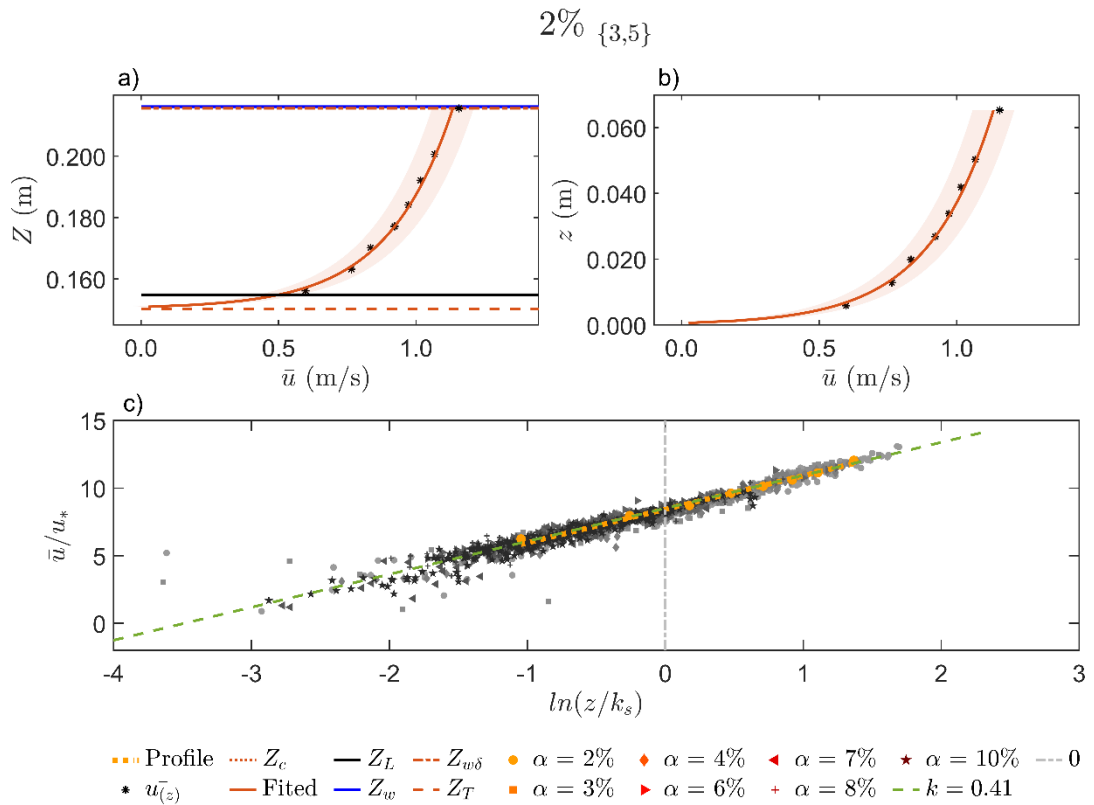 2% {3,5}
a)
b)
0.200
0.180
0.160
Z (m)
0.0
0.5
1.0
ū (m/s)
0.060
0.040
0.020
0.000
z (m)
0.0
0.5
1.0
ū (m/s)
c)
15
10
5
0
ū/u*
-4
-3
-2
-1
0
1
2
3
ln(z/ks)
Profile Zc ZL Zwδ α = 2% α = 4% α = 7% α = 10% 0
ū(z) Fited Zw ZT α = 3% α = 6% α = 8% k = 0.41